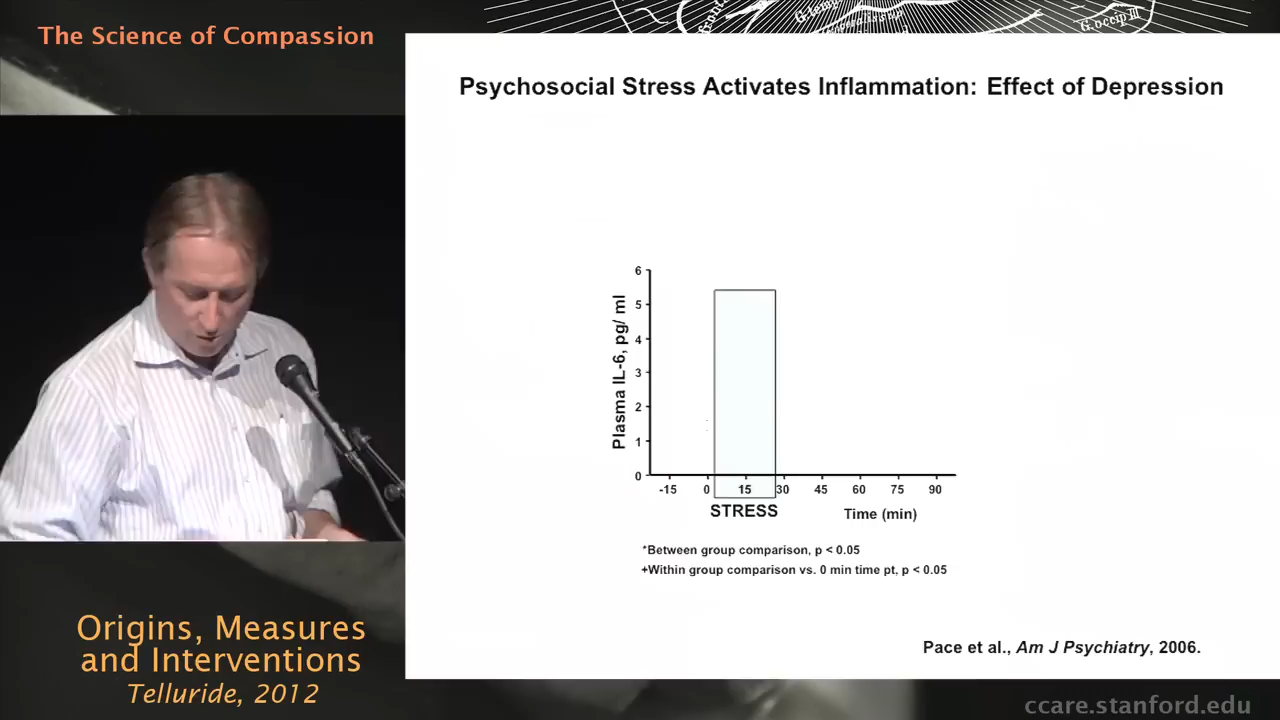 The Science of Compassion
G.occip III
Psychosocial Stress Activates Inflammation: Effect of Depression
6
5
4
3
2
1
0
Plasma IL-6, pg/ ml
-15 0 15 30 45 60 75 90
STRESS
Time (min)
*Between group comparison, p < 0.05
+Within group comparison vs. 0 min time pt, p < 0.05
Pace et al., Am J Psychiatry, 2006.
Origins, Measures
and Interventions
Telluride, 2012
ccare.stanford.edu